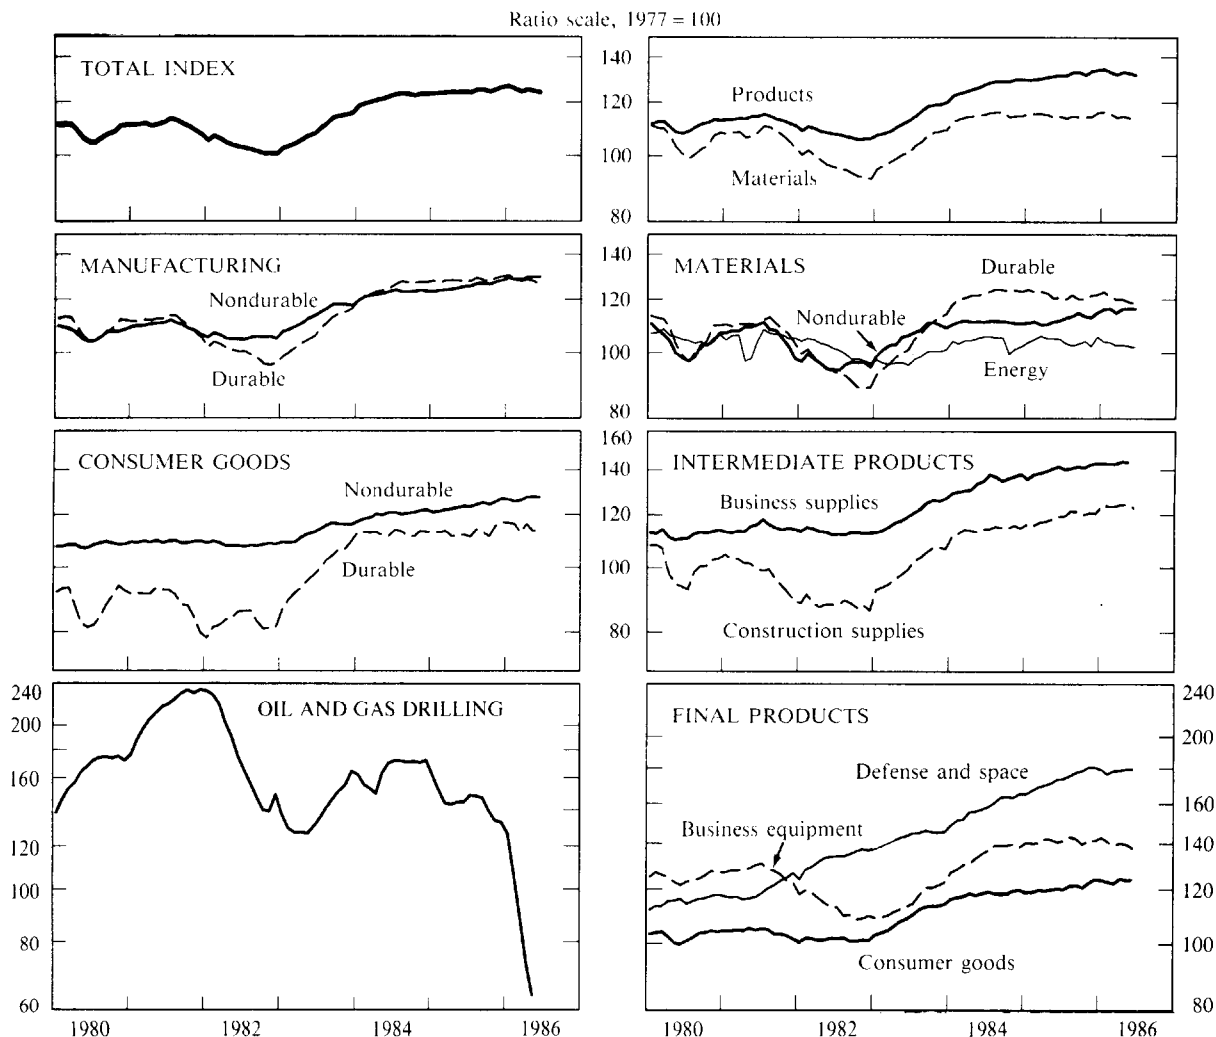 Ratio scale, 1977 = 100
TOTAL INDEX
140
120
100
80
Products
Materials
MANUFACTURING
Nondurable
Durable
140
120
100
80
MATERIALS
Durable
Nondurable
Energy
CONSUMER GOODS
Nondurable
Durable
160
140
120
100
80
INTERMEDIATE PRODUCTS
Business supplies
Construction supplies
240
200
160
120
100
80
60
OIL AND GAS DRILLING
1980 1982 1984 1986
FINAL PRODUCTS
Defense and space
Business equipment
Consumer goods
240
200
160
140
120
100
80
1980 1982 1984 1986